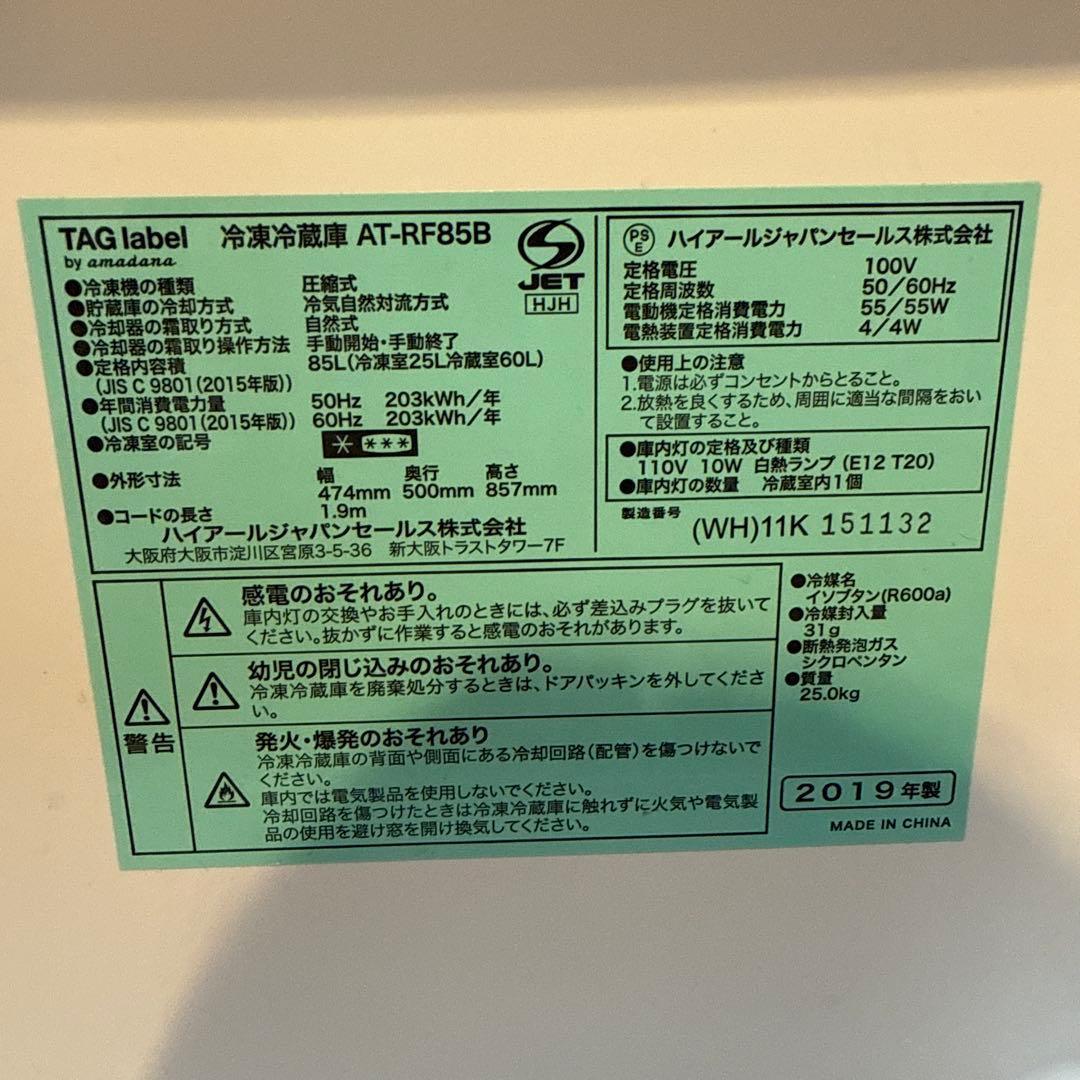 TAG label 冷凍冷蔵庫 AT-RF85B
by amadana
●冷凍機の種類 圧縮式
●貯蔵庫の冷却方式 冷気自然対流方式
●冷却器の霜取り方式 自然式
●冷却器の霜取り操作方法 手動開始・手動終了
●定格内容積 85L(冷凍室25L冷蔵室60L)
(JIS C 9801(2015年版))
●年間消費電力量 50Hz 203kWh/年
(JIS C 9801(2015年版)) 60Hz 203kWh/年
●冷凍室の記号 * ***
幅 奥行 高さ
●外形寸法 474mm 500mm 857mm
●コードの長さ 1.9m
ハイアールジャパンセールス株式会社
大阪府大阪市淀川区宮原3-5-36 新大阪トラストタワー7F
JET
HJH
PS E ハイアールジャパンセールス株式会社
定格電圧 100V
定格周波数 50/60Hz
電動機定格消費電力 55/55W
電熱装置定格消費電力 4/4W
●使用上の注意
1.電源は必ずコンセントからとること。
2.放熱を良くするため、周囲に適当な間隔をおい
て設置すること。
●庫内灯の定格及び種類
110V 10W 白熱ランプ(E12 T20)
●庫内灯の数量 冷蔵室内1個
製造番号 (WH)11K 151132
警告
感電のおそれあり。
庫内灯の交換やお手入れのときには、必ず差込みプラグを抜いて
ください。抜かずに作業すると感電のおそれがあります。
幼児の閉じ込みのおそれあり。
冷凍冷蔵庫を廃棄処分するときは、ドアパッキンを外してくださ
い。
発火・爆発のおそれあり
冷凍冷蔵庫の背面や側面にある冷却回路(配管)を傷つけないで
ください。
庫内では電気製品を使用しないでください。
冷却回路を傷つけたときは冷凍冷蔵庫に触れずに火気や電気製
品の使用を避け窓を開け換気してください。
●冷媒名
イソブタン(R600a)
●冷媒封入量
31g
●断熱発泡ガス
シクロペンタン
●質量
25.0kg
2019年製
MADE IN CHINA